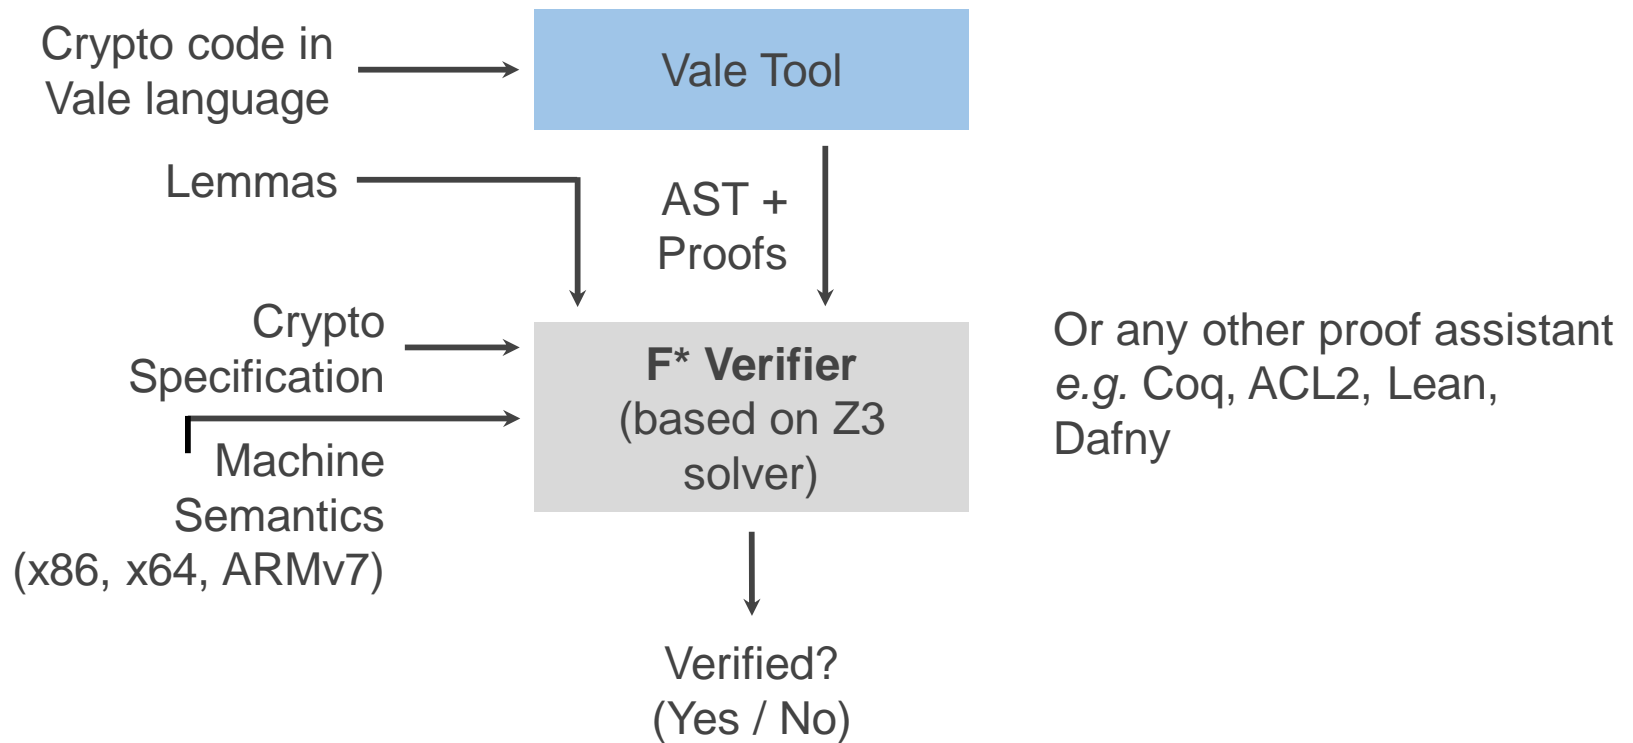 Crypto code in
Vale language
Vale Tool
Lemmas
AST +
Proofs
Crypto
Specification
F* Verifier
(based on Z3
solver)
Or any other proof assistant
e.g. Coq, ACL2, Lean,
Dafny
Machine
Semantics
(x86, x64, ARMv7)
Verified?
(Yes / No)